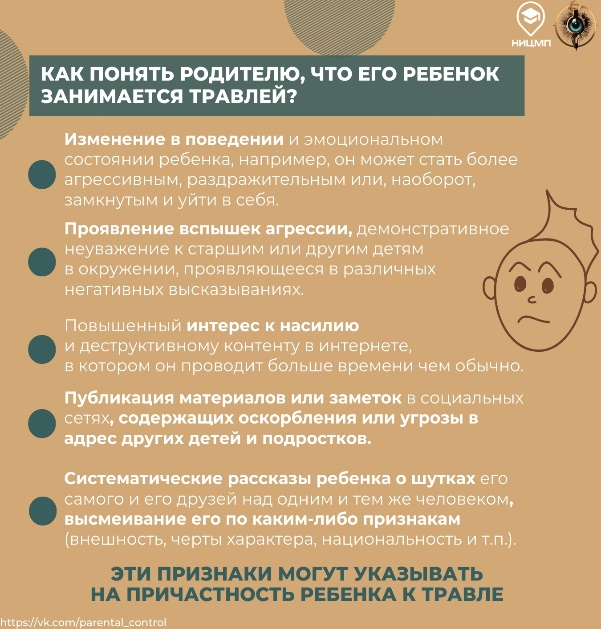 НИЦМП
КАК ПОНЯТЬ РОДИТЕЛЮ, ЧТО ЕГО РЕБЕНОК
ЗАНИМАЕТСЯ ТРАВЛЕЙ?
Изменение в поведении и эмоциональном
состоянии ребенка, например, он может стать более
агрессивным, раздражительным или, наоборот,
замкнутым и уйти в себя.
Проявление вспышек агрессии, демонстративное
неуважение к старшим или другим детям
в окружении, проявляющееся в различных
негативных высказываниях.
Повышенный интерес к насилию
и деструктивному контенту в интернете,
в котором он проводит больше времени чем обычно.
Публикация материалов или заметок в социальных
сетях, содержащих оскорбления или угрозы в
адрес других детей и подростков.
Систематические рассказы ребенка о шутках его
самого и его друзей над одним и тем же человеком,
высмеивание его по каким-либо признакам
(внешность, черты характера, национальность и т.п.).
ЭТИ ПРИЗНАКИ МОГУТ УКАЗЫВАТЬ
НА ПРИЧАСТНОСТЬ РЕБЕНКА К ТРАВЛЕ
https://vk.com/parental_control